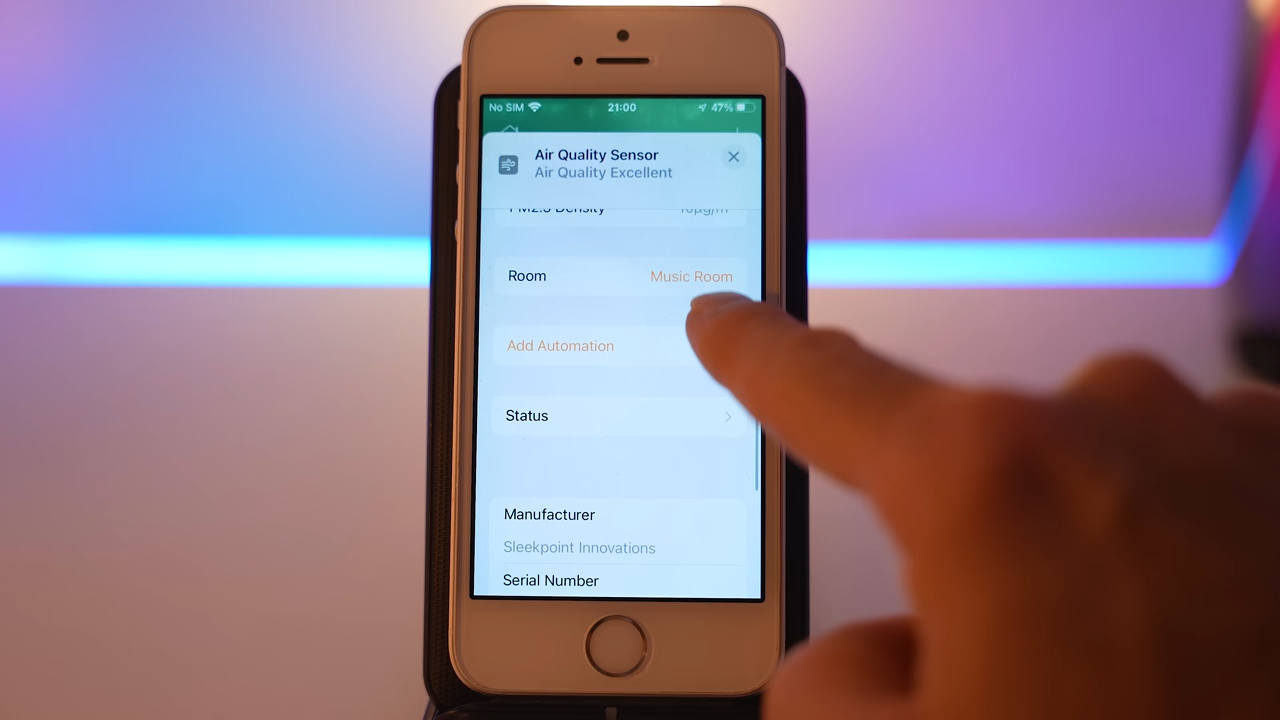 No SIM 21:00 47%
Air Quality Sensor
Air Quality Excellent
PM2.5 Density 10µg/m
Room Music Room
Add Automation
Status
Manufacturer
Sleekpoint Innovations
Serial Number